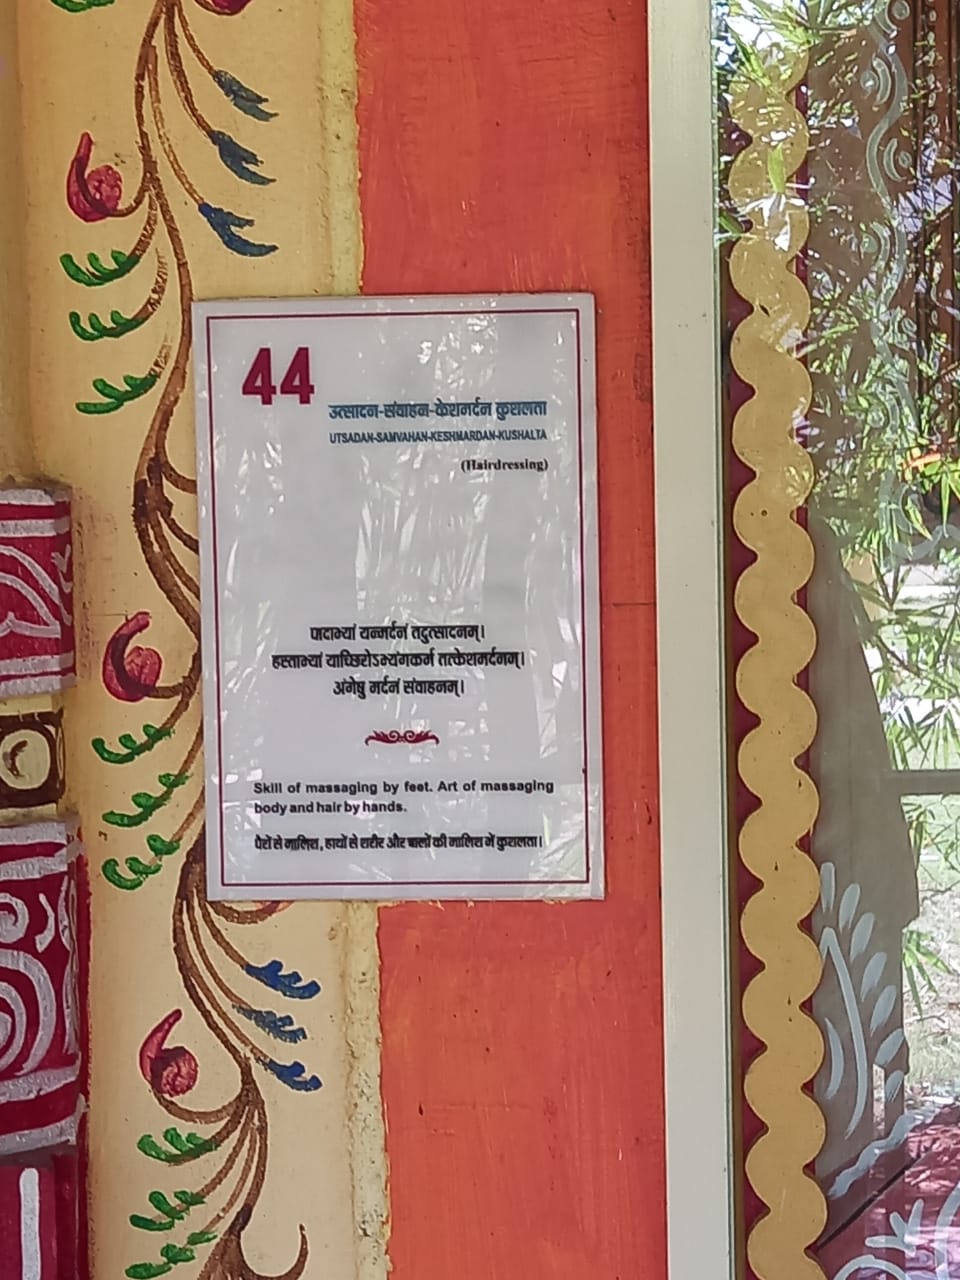 44
उत्सादन-संवाहन-केशमर्दन कुशलता
UTSADAN-SAMVAHAN-KESHMARDAN-KUSHALTA
(Hairdressing)
पादाभ्यां यन्मर्दनं तदुत्सादनम्।
हस्ताभ्यां याच्छिरोऽभ्यंगकर्म तत्केशमर्दनम्।
अंगेषु मर्दनं संवाहनम्।
Skill of massaging by feet. Art of massaging
body and hair by hands.
पैरों से मालिश, हाथों से शरीर और बालों की मालिश में कुशलता।